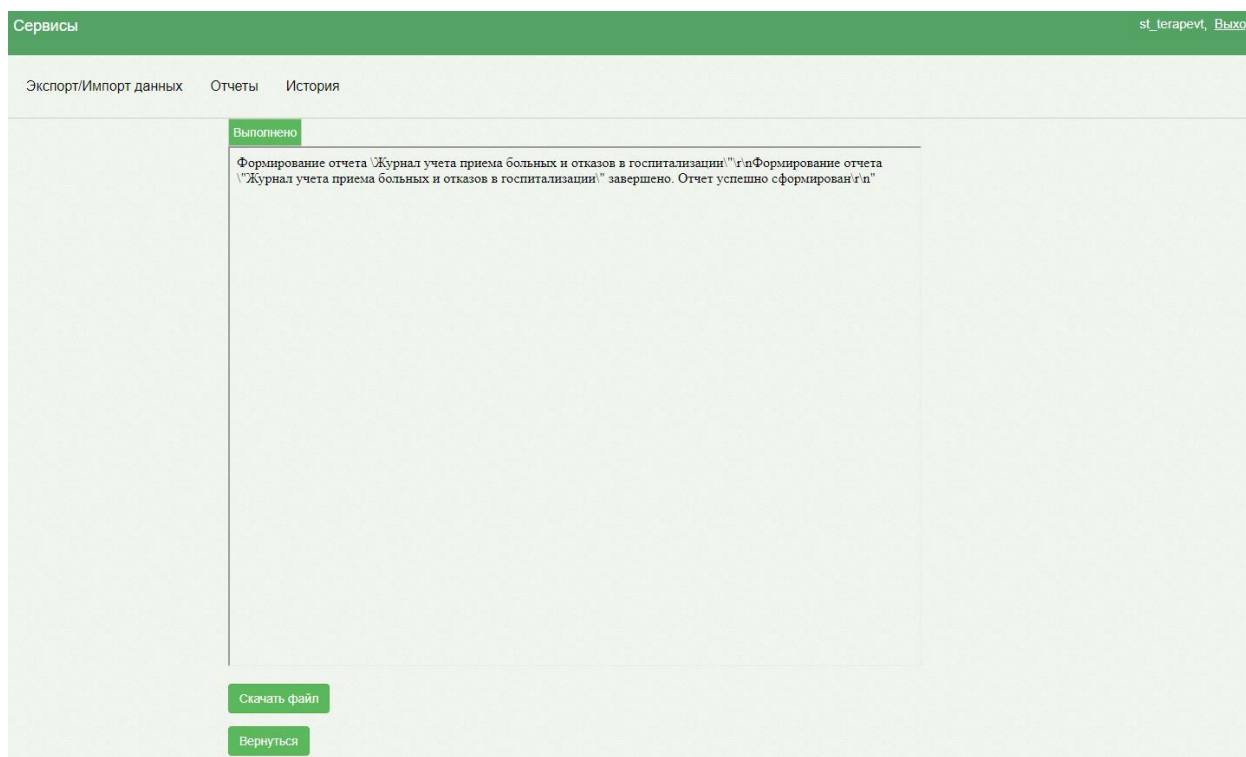 Сервисы
st_terapevt, Выхо
Экспорт/Импорт данных Отчеты История
Выполнено
Формирование отчета \Журнал учета приема больных и отказов в госпитализации\"\r\nФормирование отчета
\"Журнал учета приема больных и отказов в госпитализации\" завершено. Отчет успешно сформирован\r\n"
Скачать файл
Вернуться